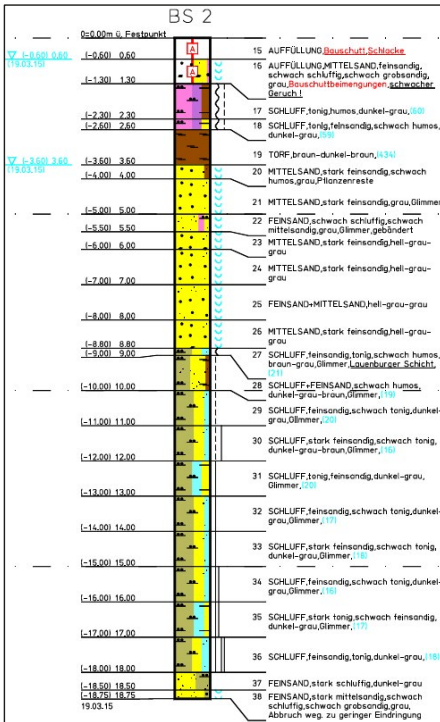 BS 2
0=0.00m ü. Festpunkt
(-0.60) 0.60
(19.03.15)
(-0.60) 0.60
A
15 AUFFÜLLUNG,Bauschutt,Schlacke
A
16 AUFFÜLLUNG,MITTELSAND,feinsandig,
schwach schluffig,schwach grobsandig,
grau,Bauschuttbeimengungen,schwacher
Geruch !
(-1.30) 1.30
(-2.30) 2.30
17 SCHLUFF,tonig,humos,dunkel-grau,(60)
(-2.60) 2.60
18 SCHLUFF,tonig,feinsandig,schwach humos,
dunkel-grau,(59)
(-3.60) 3.60
(19.03.15)
(-3.60) 3.60
19 TORF,braun-dunkel-braun,(434)
(-4.00) 4.00
20 MITTELSAND,stark feinsandig,schwach
humos,grau,Pflanzenreste
(-5.00) 5.00
21 MITTELSAND,stark feinsandig,grau,Glimmer
(-5.50) 5.50
22 FEINSAND,schwach schluffig,schwach
mittelsandig,grau,Glimmer,gebändert
(-6.00) 6.00
23 MITTELSAND,stark feinsandig,hell-grau-
grau
(-7.00) 7.00
24 MITTELSAND,stark feinsandig,hell-grau-
grau
(-8.00) 8.00
25 FEINSAND+MITTELSAND,hell-grau-grau
(-8.80) 8.80
26 MITTELSAND,stark feinsandig,hell-grau-
grau
(-9.00) 9.00
27 SCHLUFF,feinsandig,tonig,schwach humos,
braun-grau,Glimmer,Lauenburger Schicht,
(21)
(-10.00) 10.00
28 SCHLUFF+FEINSAND,schwach humos,
dunkel-grau-braun,Glimmer,(19)
(-11.00) 11.00
29 SCHLUFF,feinsandig,schwach tonig,dunkel-
grau,Glimmer,(20)
(-12.00) 12.00
30 SCHLUFF,stark feinsandig,schwach tonig,
dunkel-grau-braun,Glimmer,(16)
(-13.00) 13.00
31 SCHLUFF,tonig,feinsandig,dunkel-grau,
Glimmer,(20)
(-14.00) 14.00
32 SCHLUFF,feinsandig,schwach tonig,dunkel-
grau,Glimmer,(17)
(-15.00) 15.00
33 SCHLUFF,stark feinsandig,schwach tonig,
dunkel-grau,Glimmer,(18)
(-16.00) 16.00
34 SCHLUFF,feinsandig,schwach tonig,dunkel-
grau,Glimmer,(16)
(-17.00) 17.00
35 SCHLUFF,stark tonig,schwach feinsandig,
dunkel-grau,Glimmer,(17)
(-18.00) 18.00
36 SCHLUFF,feinsandig,tonig,dunkel-grau,(18)
(-18.50) 18.50
37 FEINSAND,stark schluffig,dunkel-grau
(-18.75) 18.75
19.03.15
38 FEINSAND,stark mittelsandig,schwach
schluffig,schwach grobsandig,grau,
Abbruch weg. zu geringer Eindringung